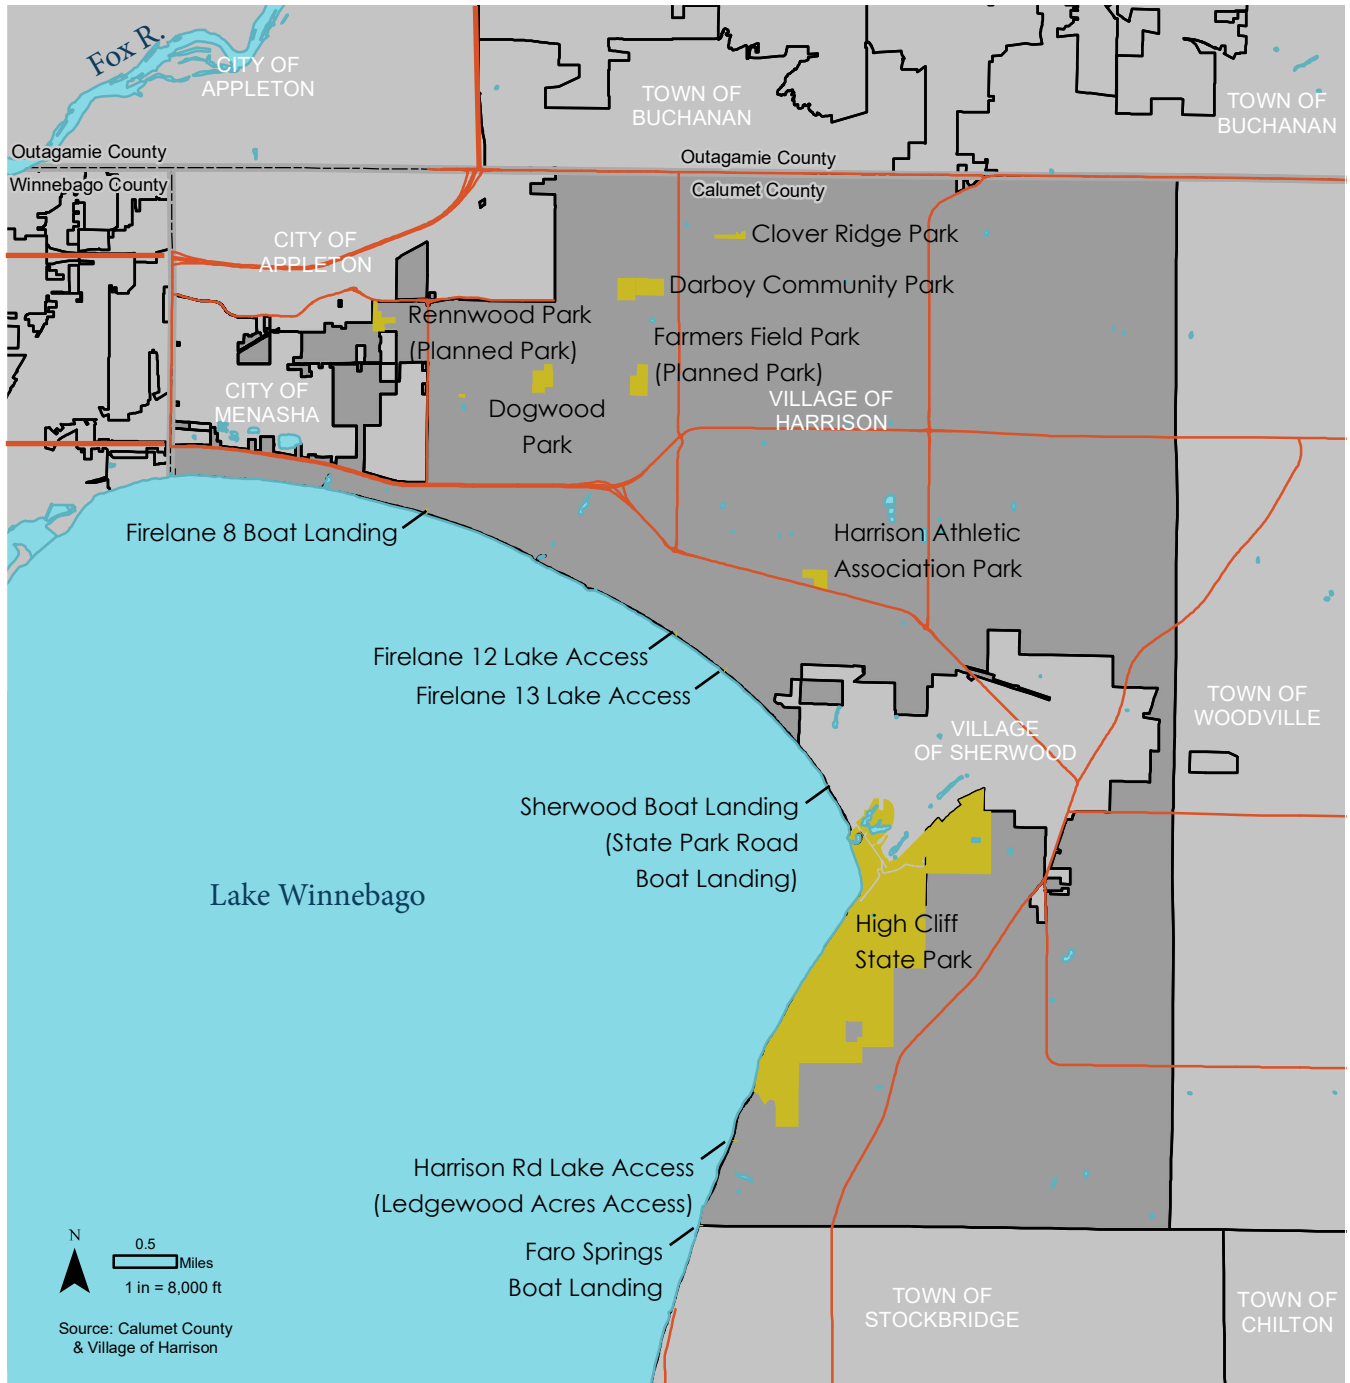 Fox R.
CITY OF
APPLETON
TOWN OF
BUCHANAN
TOWN OF
BUCHANAN
Outagamie County
Winnebago County
Outagamie County
Calumet County
CITY OF
APPLETON
Clover Ridge Park
Darboy Community Park
Rennwood Park
(Planned Park)
Farmers Field Park
(Planned Park)
CITY OF
MENASHA
Dogwood
Park
VILLAGE OF
HARRISON
Firelane 8 Boat Landing
Harrison Athletic
Association Park
Firelane 12 Lake Access
Firelane 13 Lake Access
TOWN OF
WOODVILLE
VILLAGE
OF SHERWOOD
Sherwood Boat Landing
(State Park Road
Boat Landing)
Lake Winnebago
High Cliff
State Park
Harrison Rd Lake Access
(Ledgewood Acres Access)
Faro Springs
Boat Landing
N
0.5
Miles
1 in = 8,000 ft
Source: Calumet County
& Village of Harrison
TOWN OF
STOCKBRIDGE
TOWN OF
CHILTON